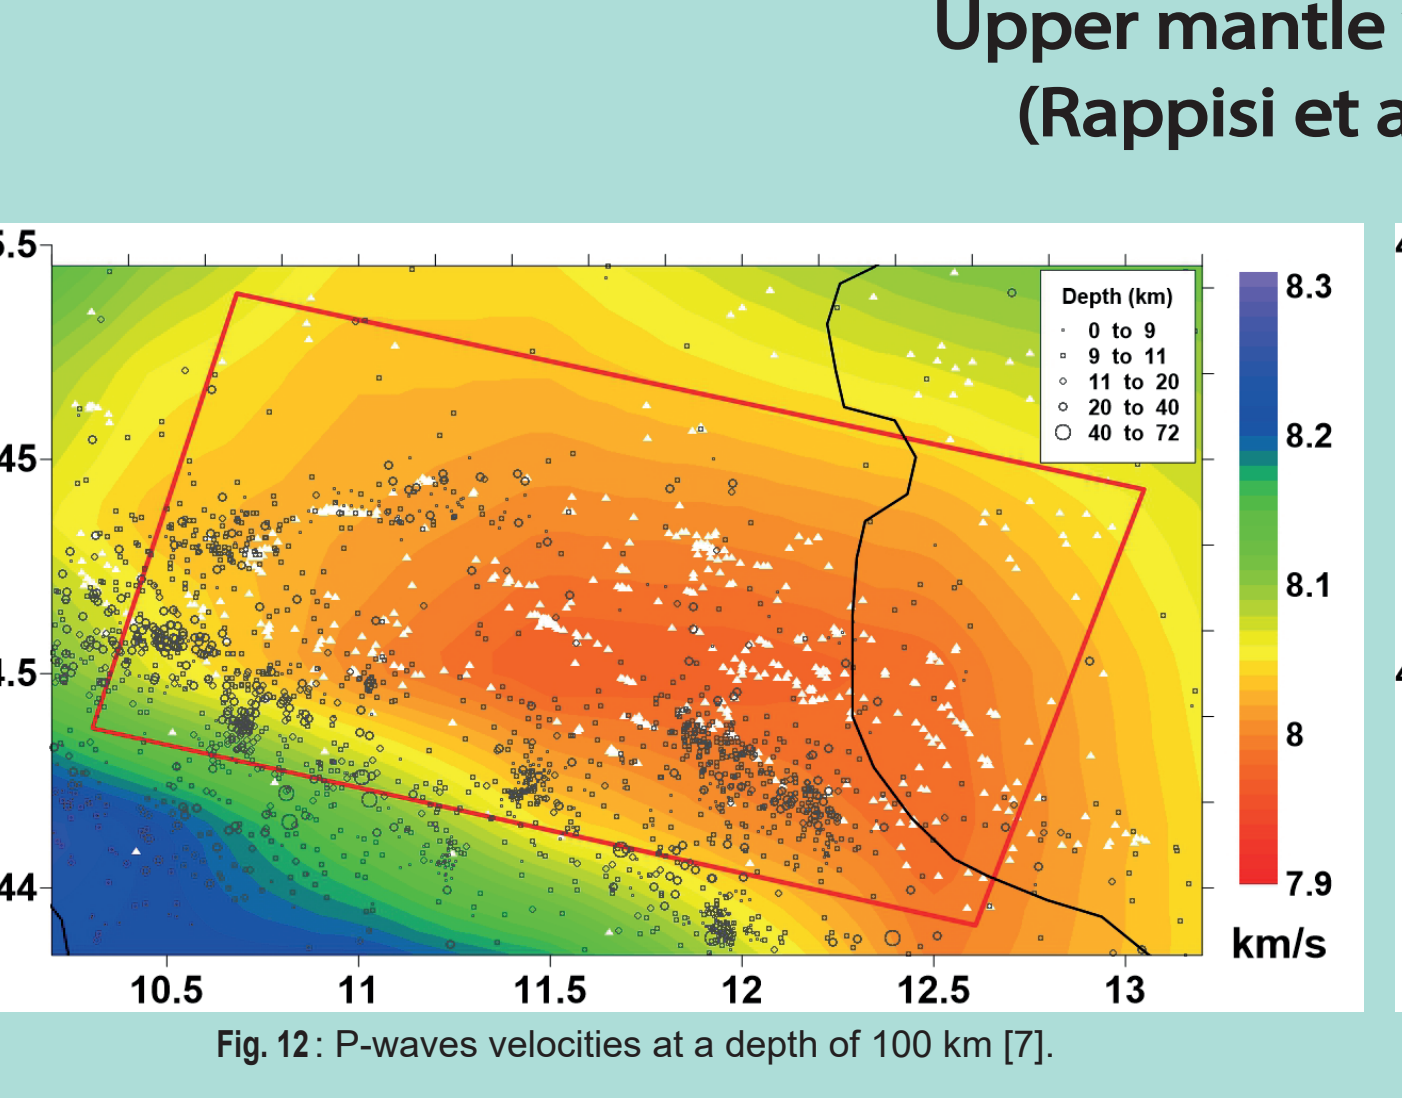 Upper mantle
(Rappisi et a
5.5
45
.5
44
10.5 11 11.5 12 12.5 13
Depth (km)
0 to 9
9 to 11
11 to 20
20 to 40
40 to 72
8.3
8.2
8.1
8
7.9
km/s
4
4
Fig. 12 : P-waves velocities at a depth of 100 km [7].